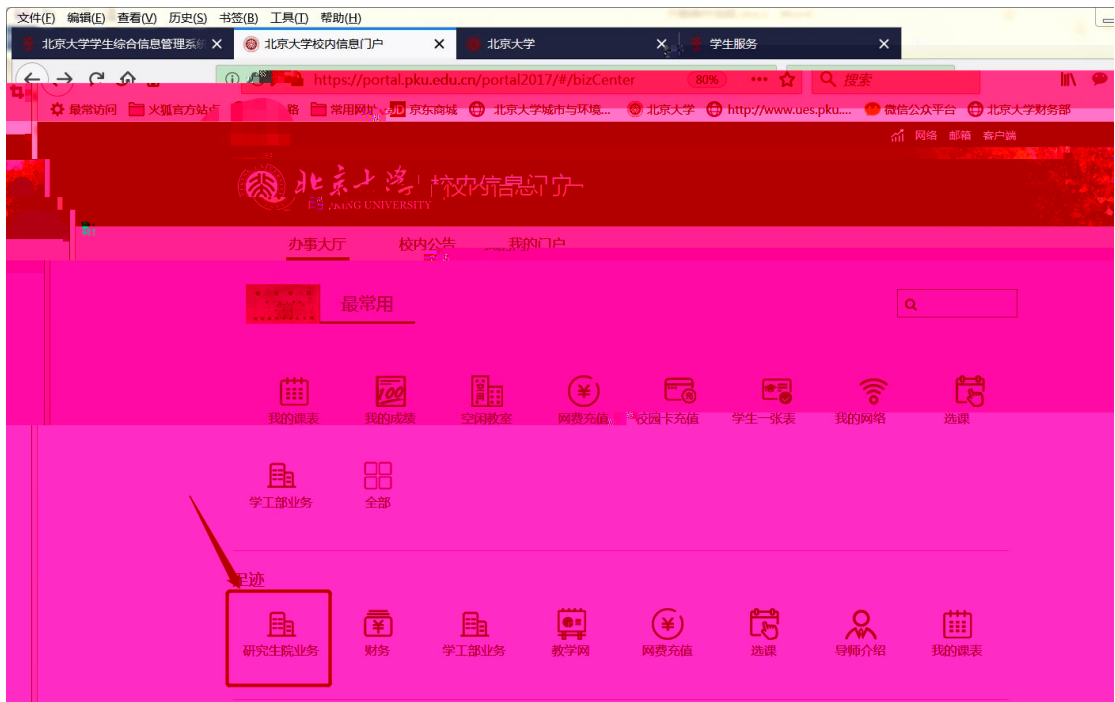 文件(F) 编辑(E) 查看(V) 历史(S) 书签(B) 工具(T) 帮助(H)
北京大学学生综合信息管理系统 北京大学校内信息门户 北京大学 学生服务
https://portal.pku.edu.cn/portal2017/#/bizCenter 80% 搜索
最常访问 火狐官方站点 常用网址 JD 京东商城 北京大学城市与环境... 北京大学 http://www.ues.pku.... 微信公众平台 北京大学财务部
网络 邮箱 客户端
北京大学 校内信息门户
PEKING UNIVERSITY
办事大厅 校内公告 我的门户
最常用
我的课表 我的成绩 空闲教室 网费充值 校园卡充值 学生一张表 我的网络 选课
学工部业务 全部
足迹
研究生院业务 财务 学工部业务 教学网 网费充值 选课 导师介绍 我的课表